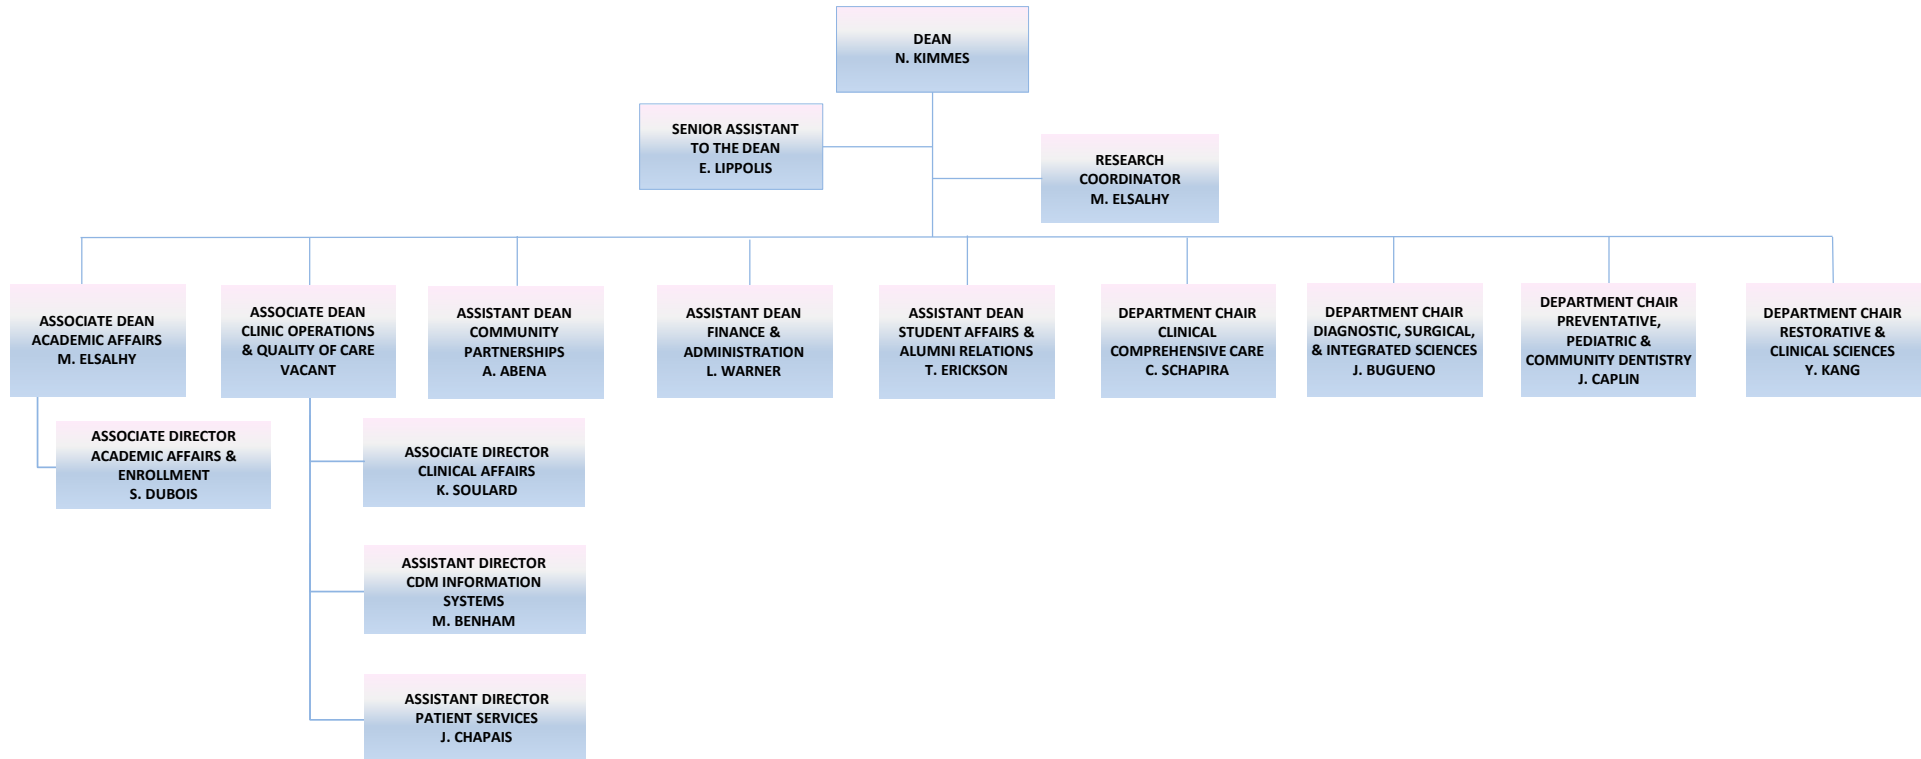 DEAN
N. KIMMES
SENIOR ASSISTANT
TO THE DEAN
E. LIPPOLIS
RESEARCH
COORDINATOR
M. ELSALHY
ASSOCIATE DEAN
ACADEMIC AFFAIRS
M. ELSALHY
ASSOCIATE DEAN
CLINIC OPERATIONS
& QUALITY OF CARE
VACANT
ASSISTANT DEAN
COMMUNITY
PARTNERSHIPS
A. ABENA
ASSISTANT DEAN
FINANCE &
ADMINISTRATION
L. WARNER
ASSISTANT DEAN
STUDENT AFFAIRS &
ALUMNI RELATIONS
T. ERICKSON
DEPARTMENT CHAIR
CLINICAL
COMPREHENSIVE CARE
C. SCHAPIRA
DEPARTMENT CHAIR
DIAGNOSTIC, SURGICAL,
& INTEGRATED SCIENCES
J. BUGUENO
DEPARTMENT CHAIR
PREVENTATIVE,
PEDIATRIC &
COMMUNITY DENTISTRY
J. CAPLIN
DEPARTMENT CHAIR
RESTORATIVE &
CLINICAL SCIENCES
Y. KANG
ASSOCIATE DIRECTOR
ACADEMIC AFFAIRS &
ENROLLMENT
S. DUBOIS
ASSOCIATE DIRECTOR
CLINICAL AFFAIRS
K. SOULARD
ASSISTANT DIRECTOR
CDM INFORMATION
SYSTEMS
M. BENHAM
ASSISTANT DIRECTOR
PATIENT SERVICES
J. CHAPAIS